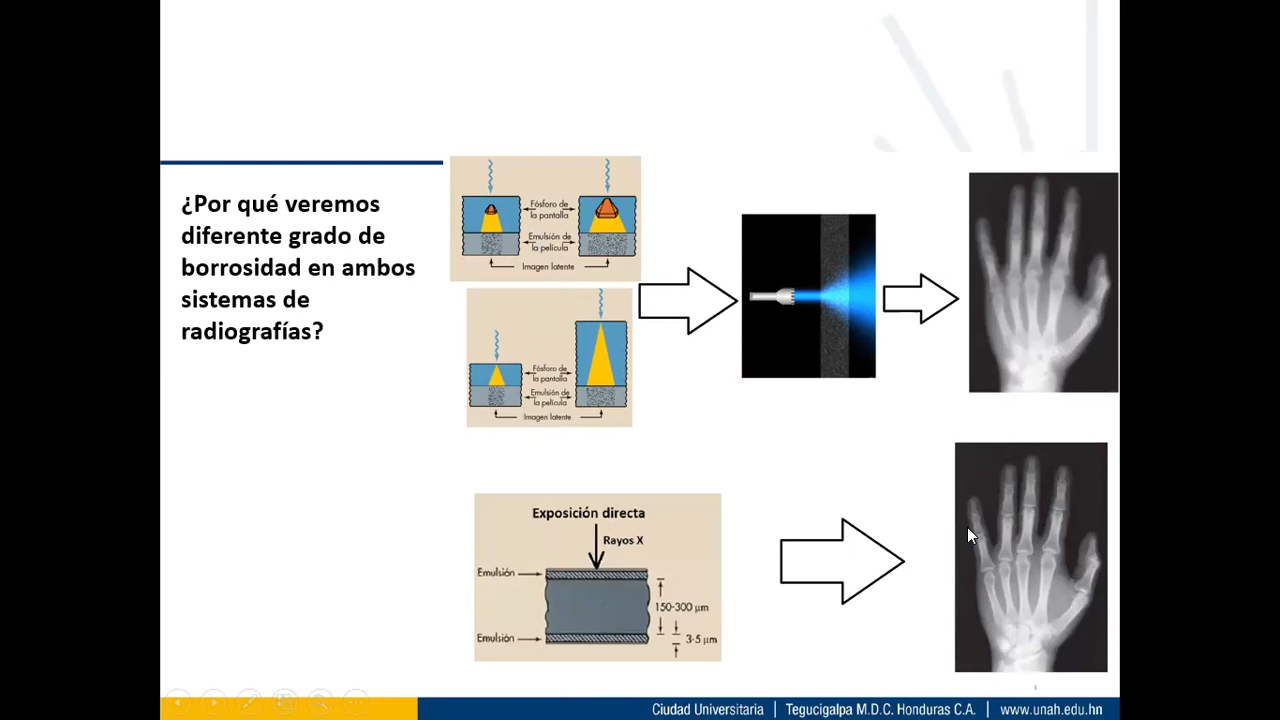 ¿Por qué veremos
diferente grado de
borrosidad en ambos
sistemas de
radiografías?
Fósforo de
la pantalla
Emulsión de
la película
Imagen latente
Fósforo de
la pantalla
Emulsión de
la película
Imagen latente
Exposición directa
Rayos X
Emulsión
150-300 μm
Emulsión
3-5 μm
Ciudad Universitaria | Tegucigalpa M.D.C. Honduras C.A. | www.unah.edu.hn